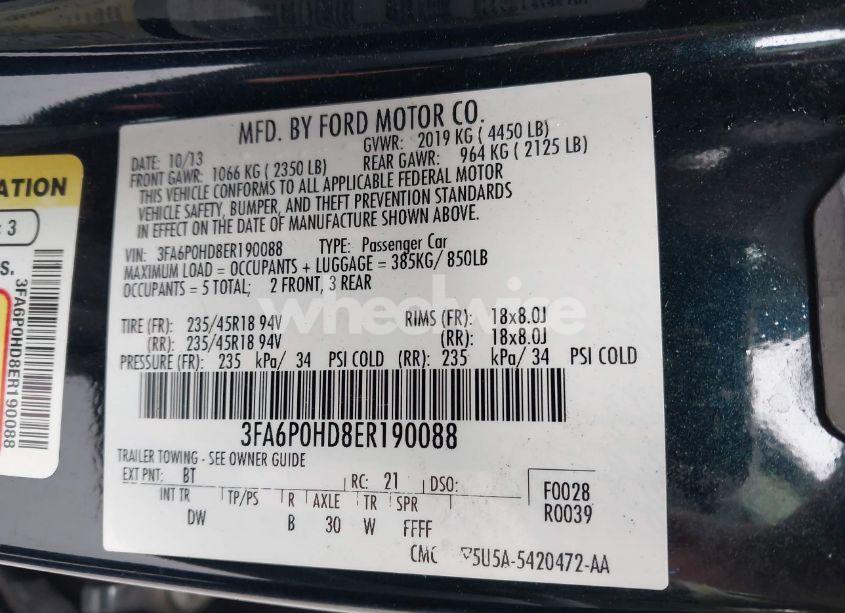 MFD. BY FORD MOTOR CO.
DATE: 10/13 GVWR: 2019 KG ( 4450 LB)
FRONT GAWR: 1066 KG ( 2350 LB) REAR GAWR: 964 KG ( 2125 LB)
THIS VEHICLE CONFORMS TO ALL APPLICABLE FEDERAL MOTOR
VEHICLE SAFETY, BUMPER, AND THEFT PREVENTION STANDARDS
IN EFFECT ON THE DATE OF MANUFACTURE SHOWN ABOVE.
VIN: 3FA6P0HD8ER190088 TYPE: Passenger Car
MAXIMUM LOAD = OCCUPANTS + LUGGAGE = 385KG/ 850LB
OCCUPANTS = 5 TOTAL; 2 FRONT, 3 REAR
wheelwire
TIRE (FR): 235/45R18 94V RIMS (FR): 18x8.0J
(RR): 235/45R18 94V (RR): 18x8.0J
PRESSURE (FR): 235 kPa/ 34 PSI COLD (RR): 235 kPa/ 34 PSI COLD
3FA6P0HD8ER190088
TRAILER TOWING - SEE OWNER GUIDE
EXT PNT: BT RC: 21 DSO: F0028
INT TR TP/PS R AXLE TR SPR R0039
DW B 30 W FFFF
CMC 5U5A-5420472-AA
ATION
: 3
S.
3FA6P0HD8ER190088